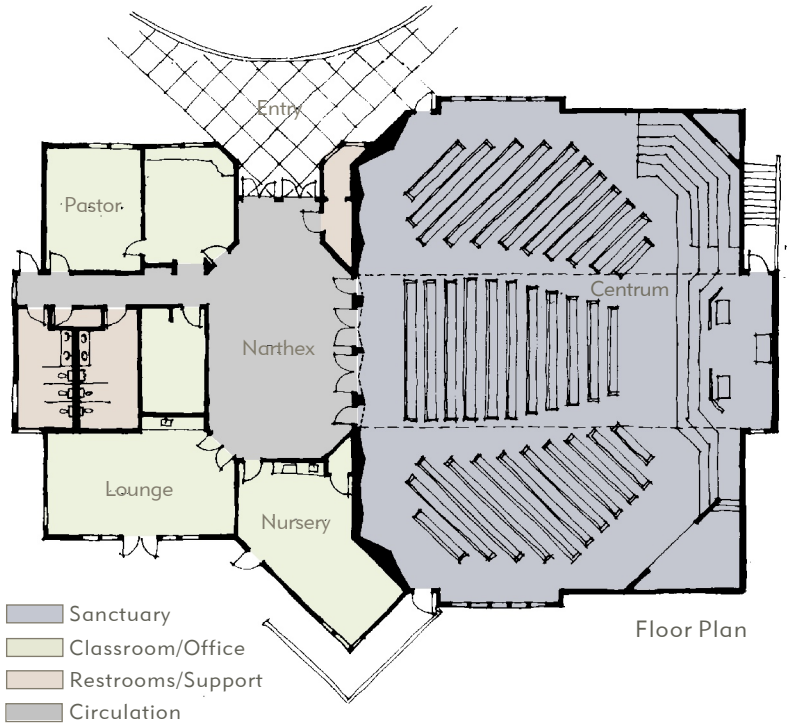 Entry
Pastor
Centrum
Narthex
Lounge
Nursery
Sanctuary
Classroom/Office
Restrooms/Support
Circulation
Floor Plan